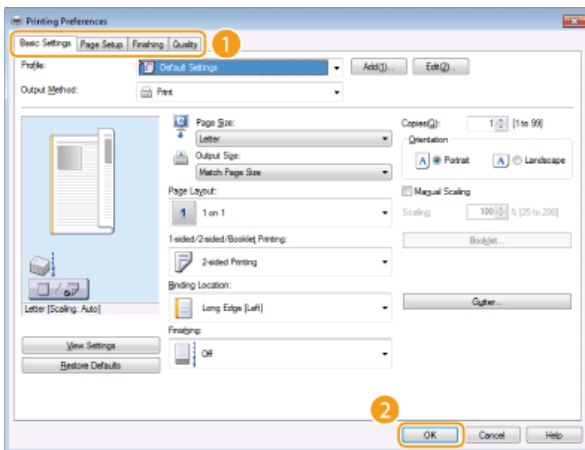 Printing Preferences
Basic Settings Page Setup Finishing Quality 1
Profile: Default Settings Add(1)... Edit(2)...
Output Method: Print
Page Size: Copies(Q): 1 [1 to 99]
Letter Orientation
Output Size: A Portrait A Landscape
Match Page Size
Page Layout: Manual Scaling
1 1 on 1 Scaling: 100 % [25 to 200]
1-sided/2-sided/Booklet Printing: Booklet...
2-sided Printing
Binding Location:
Letter [Scaling: Auto] Long Edge [Left] Gutter...
Finishing:
View Settings Off
Restore Defaults
2
OK Cancel Help